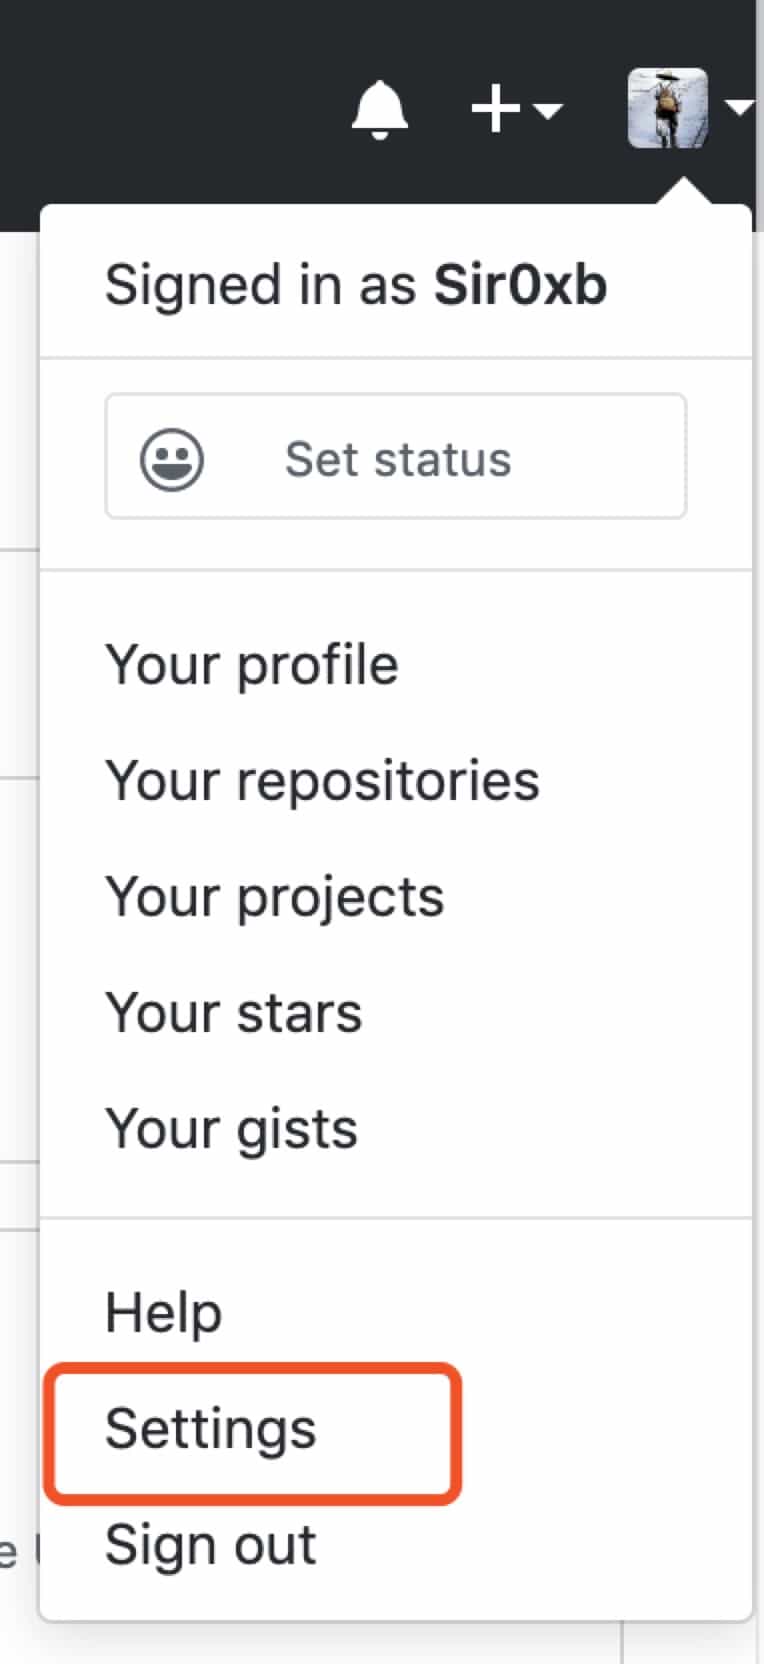 Signed in as Sir0xb
Set status
Your profile
Your repositories
Your projects
Your stars
Your gists
Help
Settings
e
Sign out